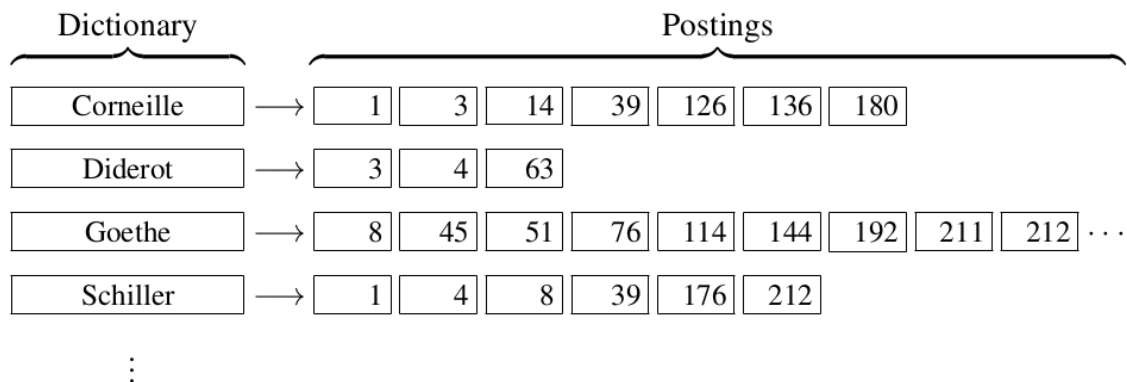 Dictionary Postings
Corneille → 1 3 14 39 126 136 180
Diderot → 3 4 63
Goethe → 8 45 51 76 114 144 192 211 212 ···
Schiller → 1 4 8 39 176 212
⋮